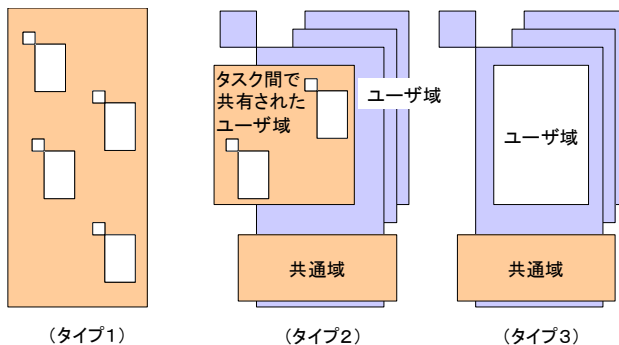 タスク間で
共有された
ユーザ域
ユーザ域
ユーザ域
共通域
共通域
(タイプ1)
(タイプ2)
(タイプ3)